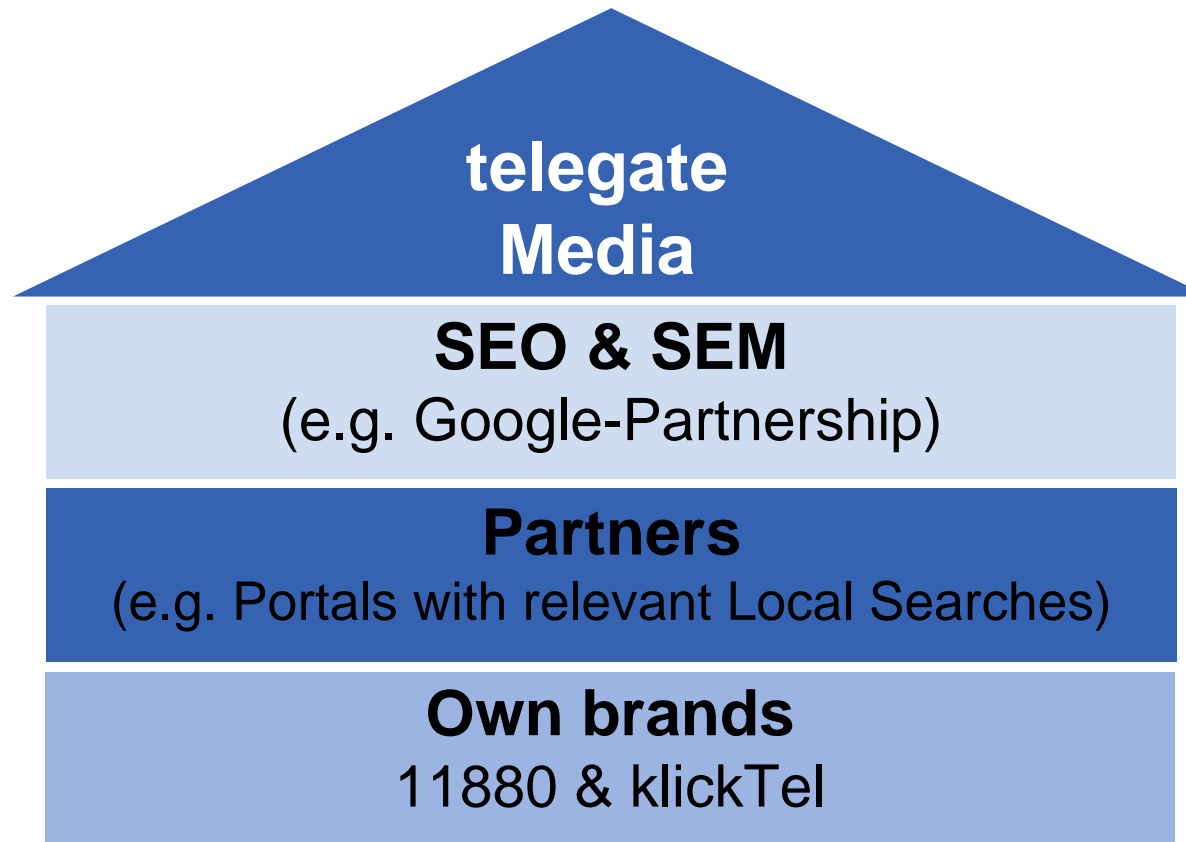 telegate
Media
SEO & SEM
(e.g. Google-Partnership)
Partners
(e.g. Portals with relevant Local Searches)
Own brands
11880 & klickTel